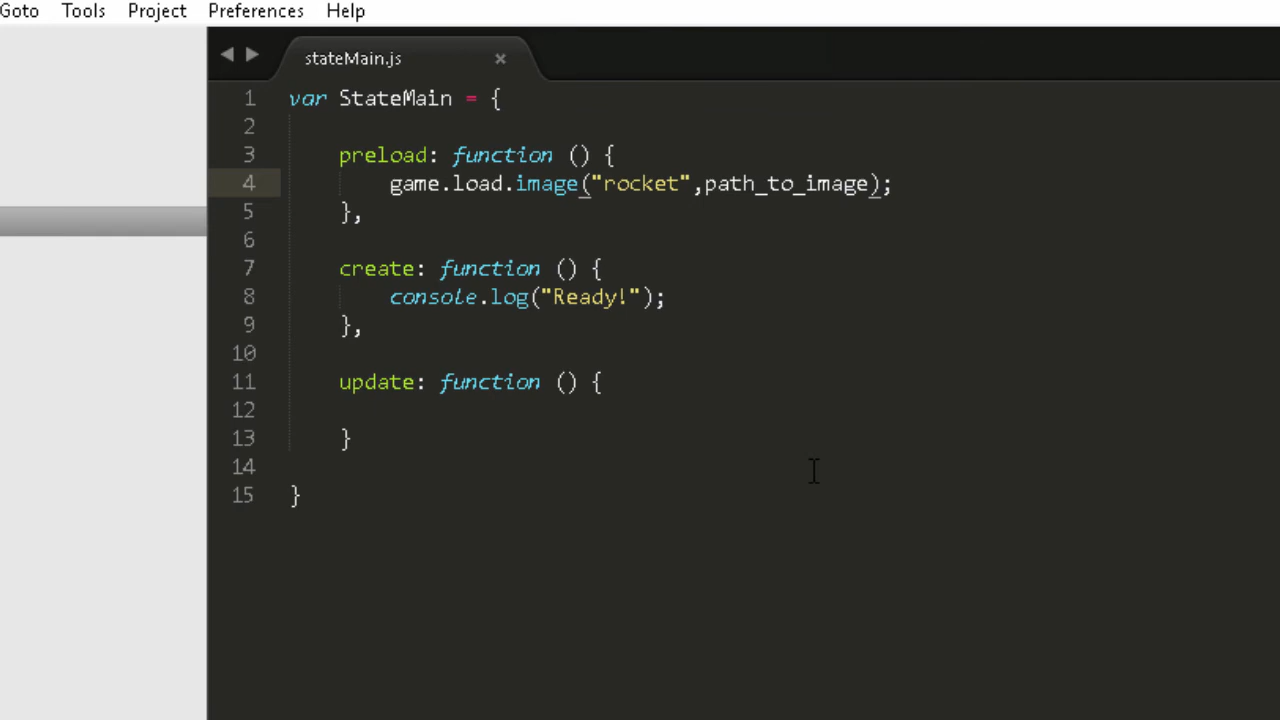 Goto Tools Project Preferences Help
stateMain.js ×
1 var StateMain = {
2
3 preload: function () {
4 game.load.image("rocket",path_to_image);
5 },
6
7 create: function () {
8 console.log("Ready!");
9 },
10
11 update: function () {
12
13 }
14
15 }